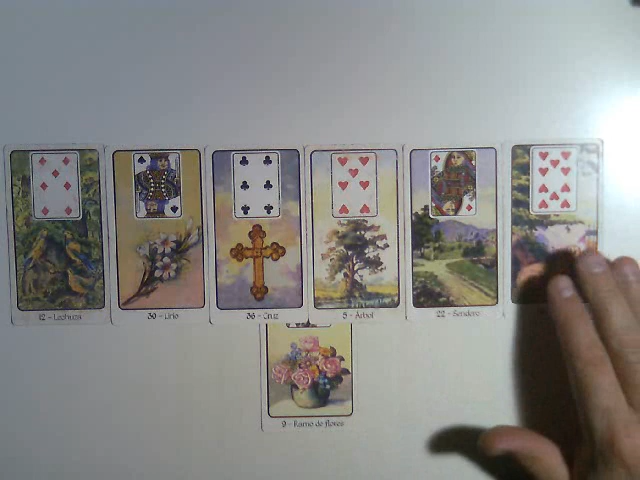 12 - Lechuza
30 - Lirio
36 - Cruz
5 - Árbol
22 - Sendero
9 - Ramo de flores